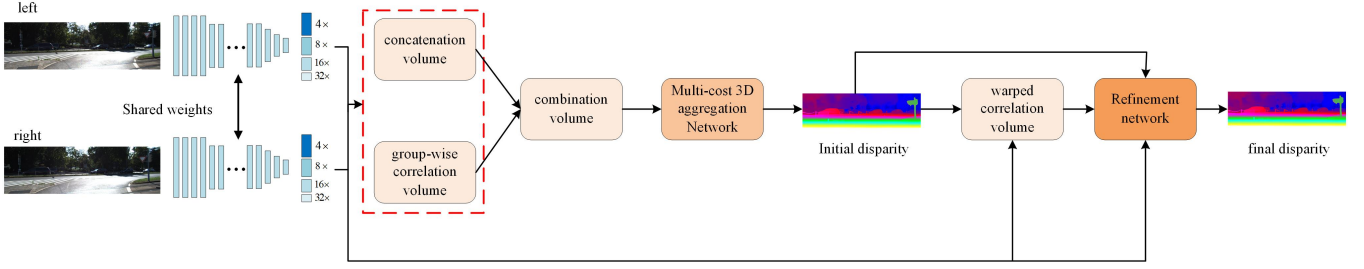 left
4×
8×
16×
32×
Shared weights
right
4×
8×
16×
32×
concatenation
volume
group-wise
correlation
volume
combination
volume
Multi-cost 3D
aggregation
Network
Initial disparity
warped
correlation
volume
Refinement
network
final disparity